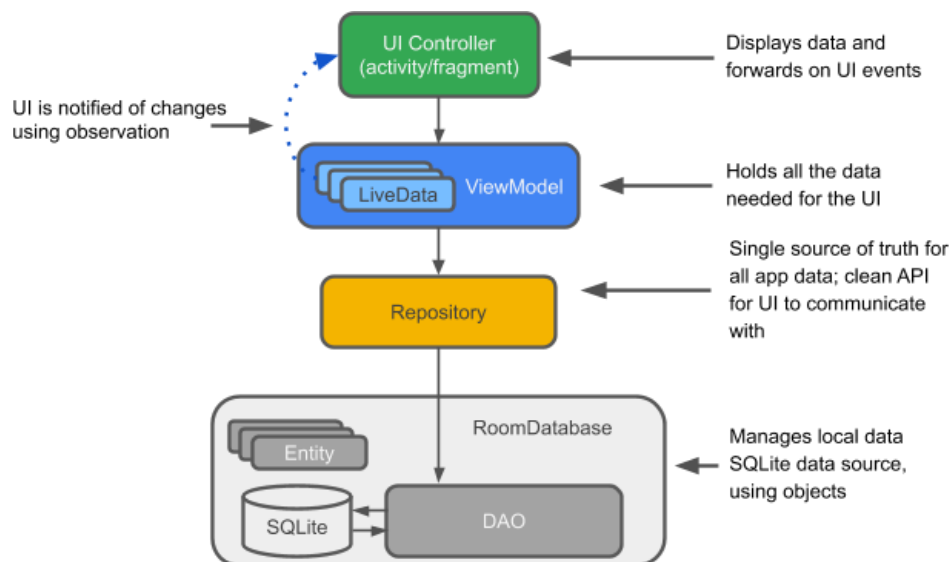 UI Controller
(activity/fragment)
Displays data and
forwards on UI events
UI is notified of changes
using observation
LiveData
ViewModel
Holds all the data
needed for the UI
Repository
Single source of truth for
all app data; clean API
for UI to communicate
with
RoomDatabase
Entity
SQLite
DAO
Manages local data
SQLite data source,
using objects